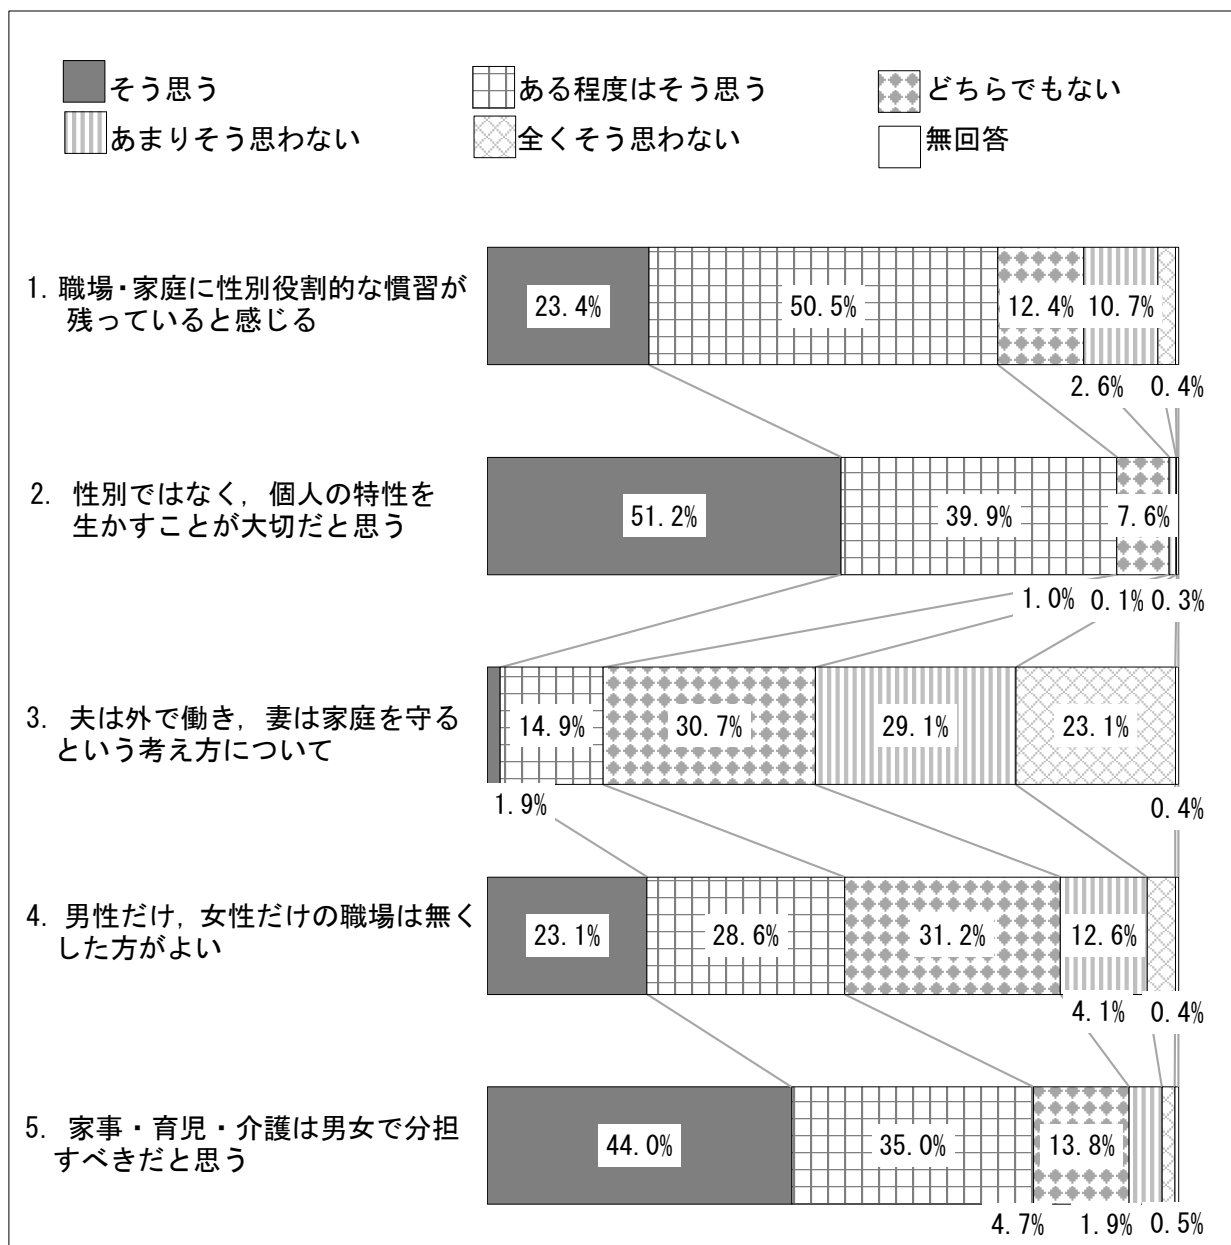 そう思う
ある程度はそう思う
どちらでもない
あまりそう思わない
全くそう思わない
無回答
1. 職場・家庭に性別役割的な慣習が
残っていると感じる
23.4%
50.5%
12.4%
10.7%
2.6%
0.4%
2. 性別ではなく，個人の特性を
生かすことが大切だと思う
51.2%
39.9%
7.6%
1.0%
0.1%
0.3%
3. 夫は外で働き，妻は家庭を守る
という考え方について
14.9%
30.7%
29.1%
23.1%
1.9%
0.4%
4. 男性だけ，女性だけの職場は無く
した方がよい
23.1%
28.6%
31.2%
12.6%
4.1%
0.4%
5. 家事・育児・介護は男女で分担
すべきだと思う
44.0%
35.0%
13.8%
4.7%
1.9%
0.5%